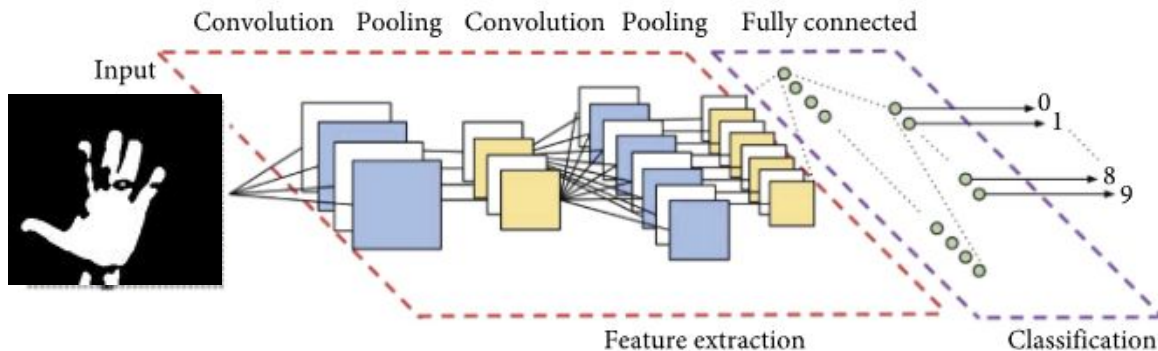 Convolution Pooling Convolution Pooling Fully connected
Input
0
1
8
9
Feature extraction Classification